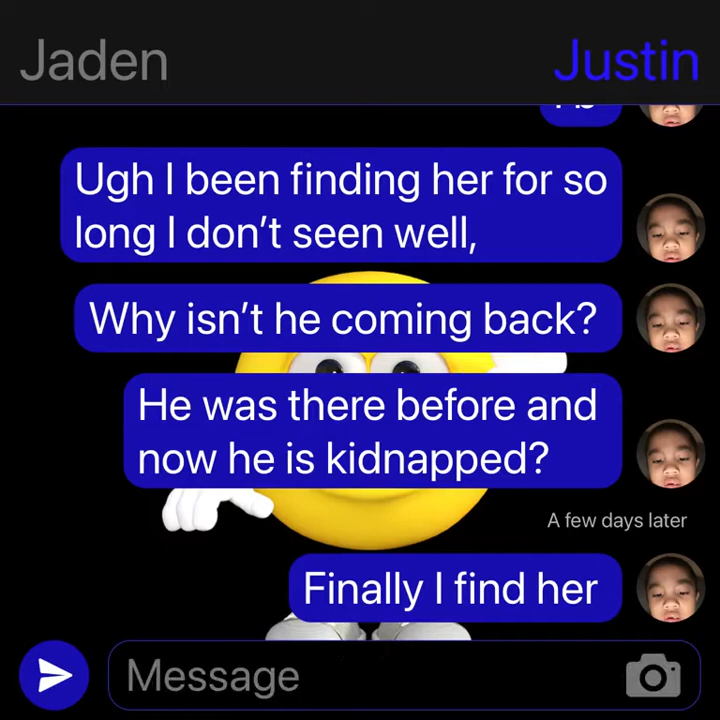 Jaden
Justin
Ugh I been finding her for so
long I don't seen well,
Why isn't he coming back?
He was there before and
now he is kidnapped?
A few days later
Finally I find her
Message